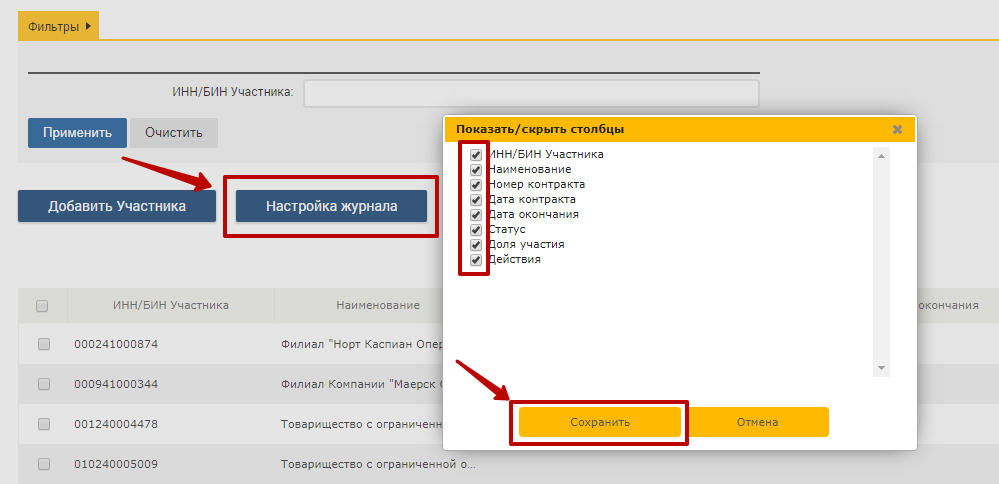 Фильтры
ИНН/БИН Участника:
Применить
Очистить
Добавить Участника
Настройка журнала
Показать/скрыть столбцы
ИНН/БИН Участника
Наименование
Номер контракта
Дата контракта
Дата окончания
Статус
Доля участия
Действия
Сохранить
Отмена
ИНН/БИН Участника Наименование окончания
000241000874 Филиал "Норт Каспиан Опер
000941000344 Филиал Компании "Маерск
001240004478 Товарищество с ограниченн
010240005009 Товарищество с ограниченной о...